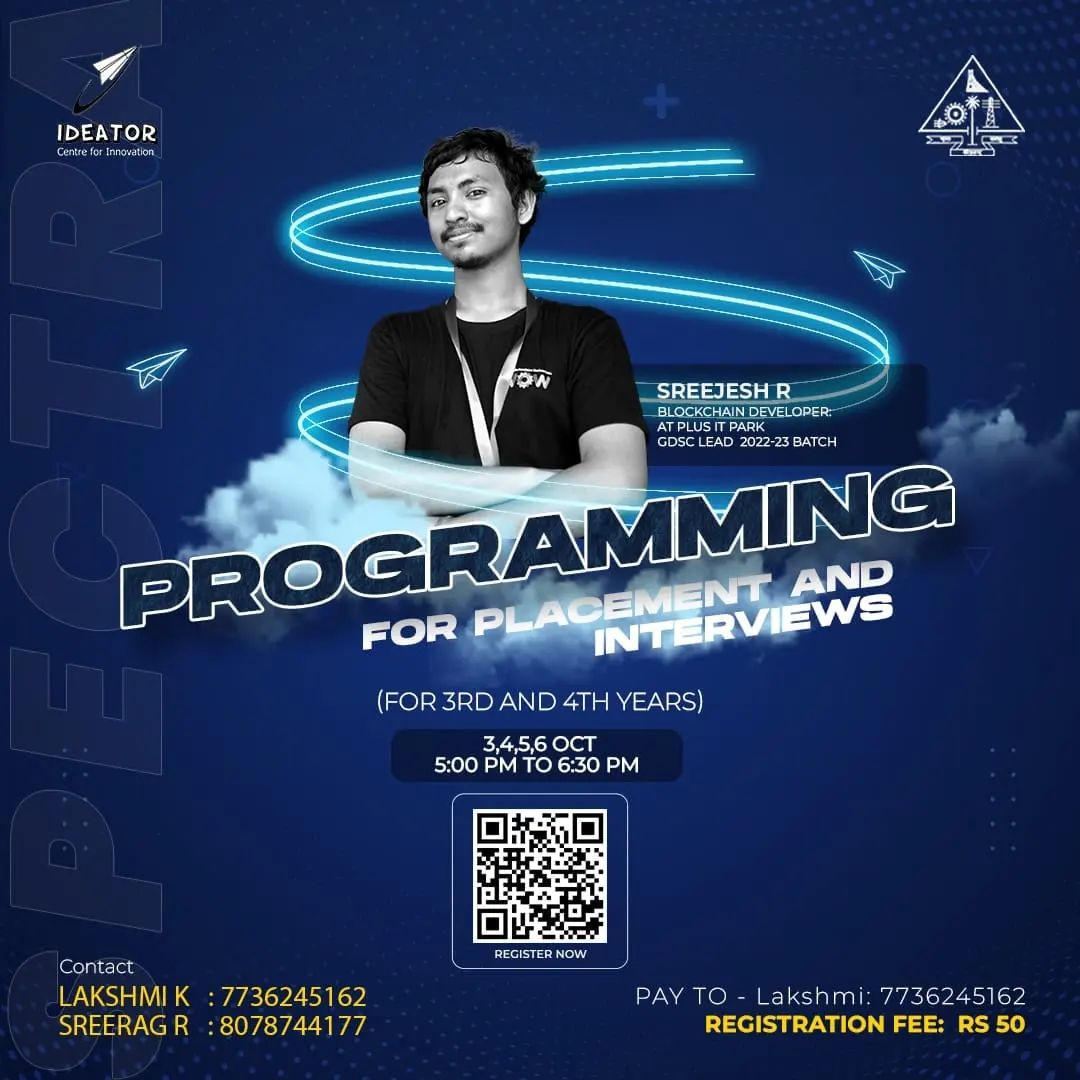 SPECTRA
IDEATOR
Centre for Innovation
WOW
SREEJESH R
BLOCKCHAIN DEVELOPER:
AT PLUS IT PARK
GDSC LEAD 2022-23 BATCH
PROGRAMMING
FOR PLACEMENT AND
INTERVIEWS
(FOR 3RD AND 4TH YEARS)
3,4,5,6 OCT
5:00 PM TO 6:30 PM
REGISTER NOW
Contact
LAKSHMI K : 7736245162
SREERAG R : 8078744177
PAY TO - Lakshmi: 7736245162
REGISTRATION FEE: RS 50